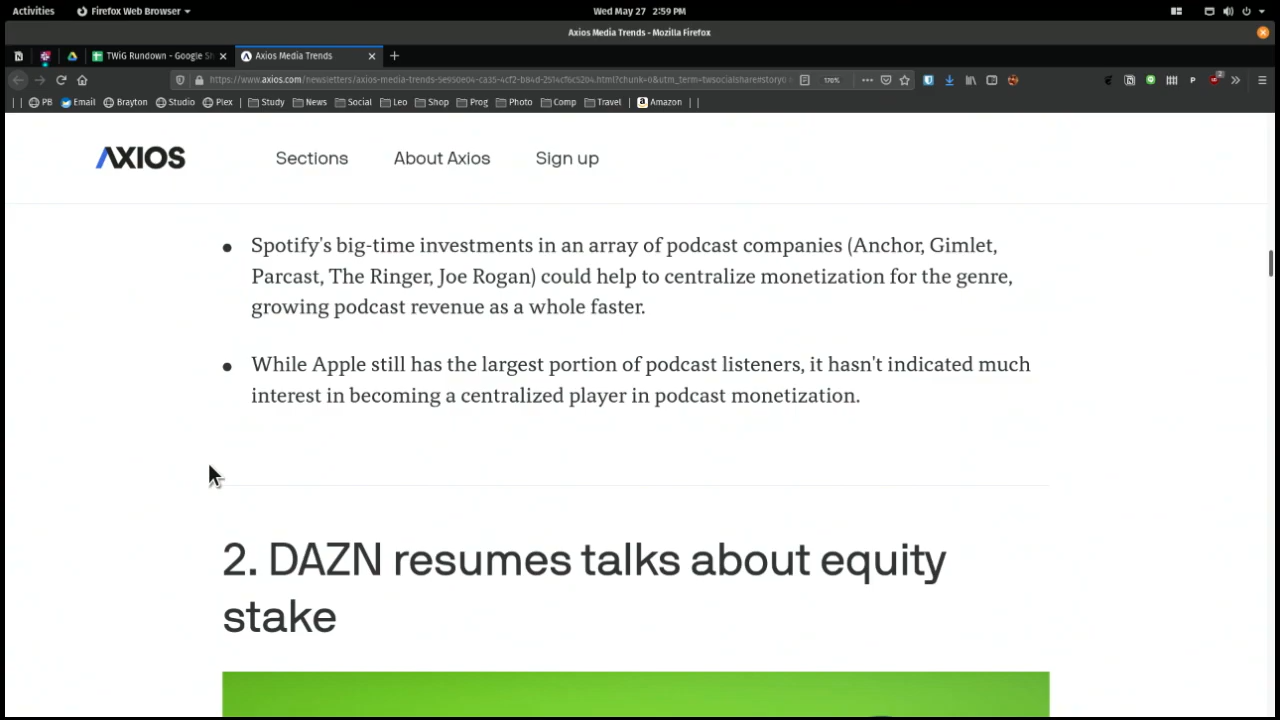 Activities
Firefox Web Browser
Wed May 27 2:59 PM
Axios Media Trends - Mozilla Firefox
TWiG Rundown - Google Sh
Axios Media Trends
170%
PB
Email
Brayton
Studio
Plex
Study
News
Social
Leo
Shop
Prog
Photo
Comp
Travel
Amazon
AXIOS
Sections
About Axios
Sign up
Spotify's big-time investments in an array of podcast companies (Anchor, Gimlet,
Parcast, The Ringer, Joe Rogan) could help to centralize monetization for the genre,
growing podcast revenue as a whole faster.
While Apple still has the largest portion of podcast listeners, it hasn't indicated much
interest in becoming a centralized player in podcast monetization.
2. DAZN resumes talks about equity
stake